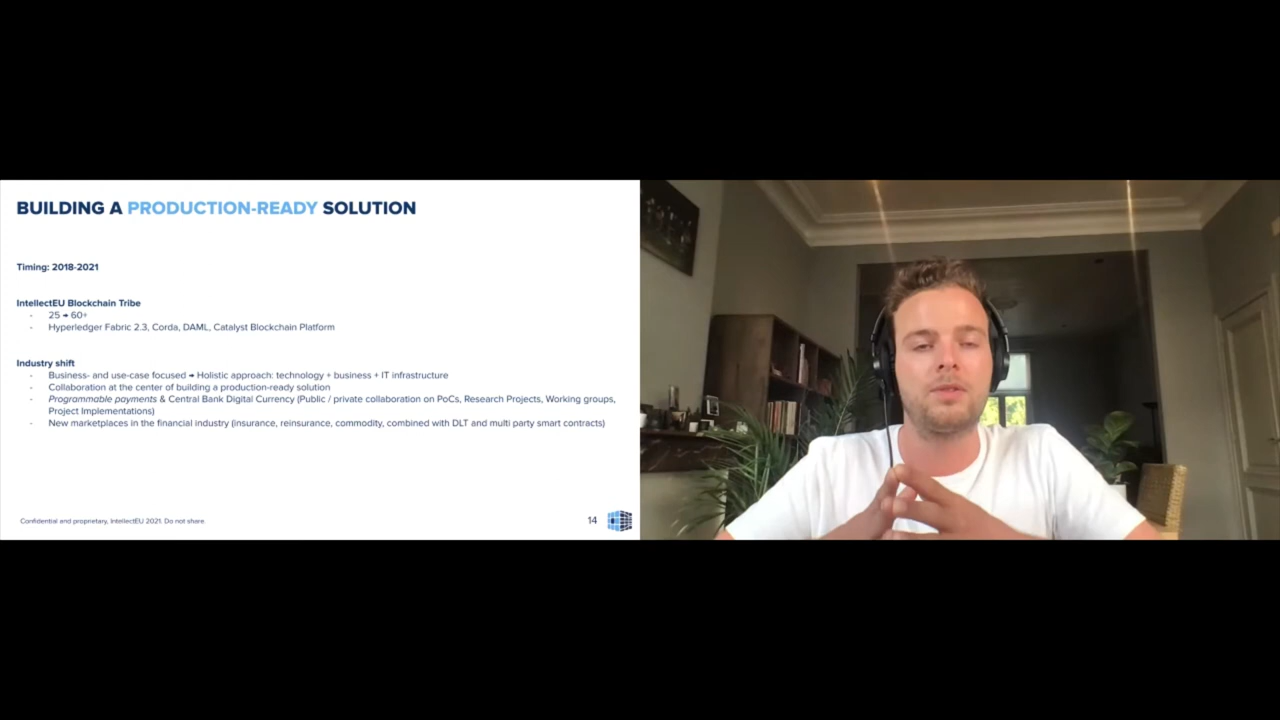 BUILDING A PRODUCTION-READY SOLUTION
Timing: 2018-2021
IntellectEU Blockchain Tribe
- 25 → 60+
- Hyperledger Fabric 2.3, Corda, DAML, Catalyst Blockchain Platform
Industry shift
- Business- and use-case focused → Holistic approach: technology + business + IT infrastructure
- Collaboration at the center of building a production-ready solution
- Programmable payments & Central Bank Digital Currency (Public / private collaboration on PoCs, Research Projects, Working groups,
Project Implementations)
- New marketplaces in the financial industry (insurance, reinsurance, commodity, combined with DLT and multi party smart contracts)
Confidential and proprietary, IntellectEU 2021. Do not share.
14